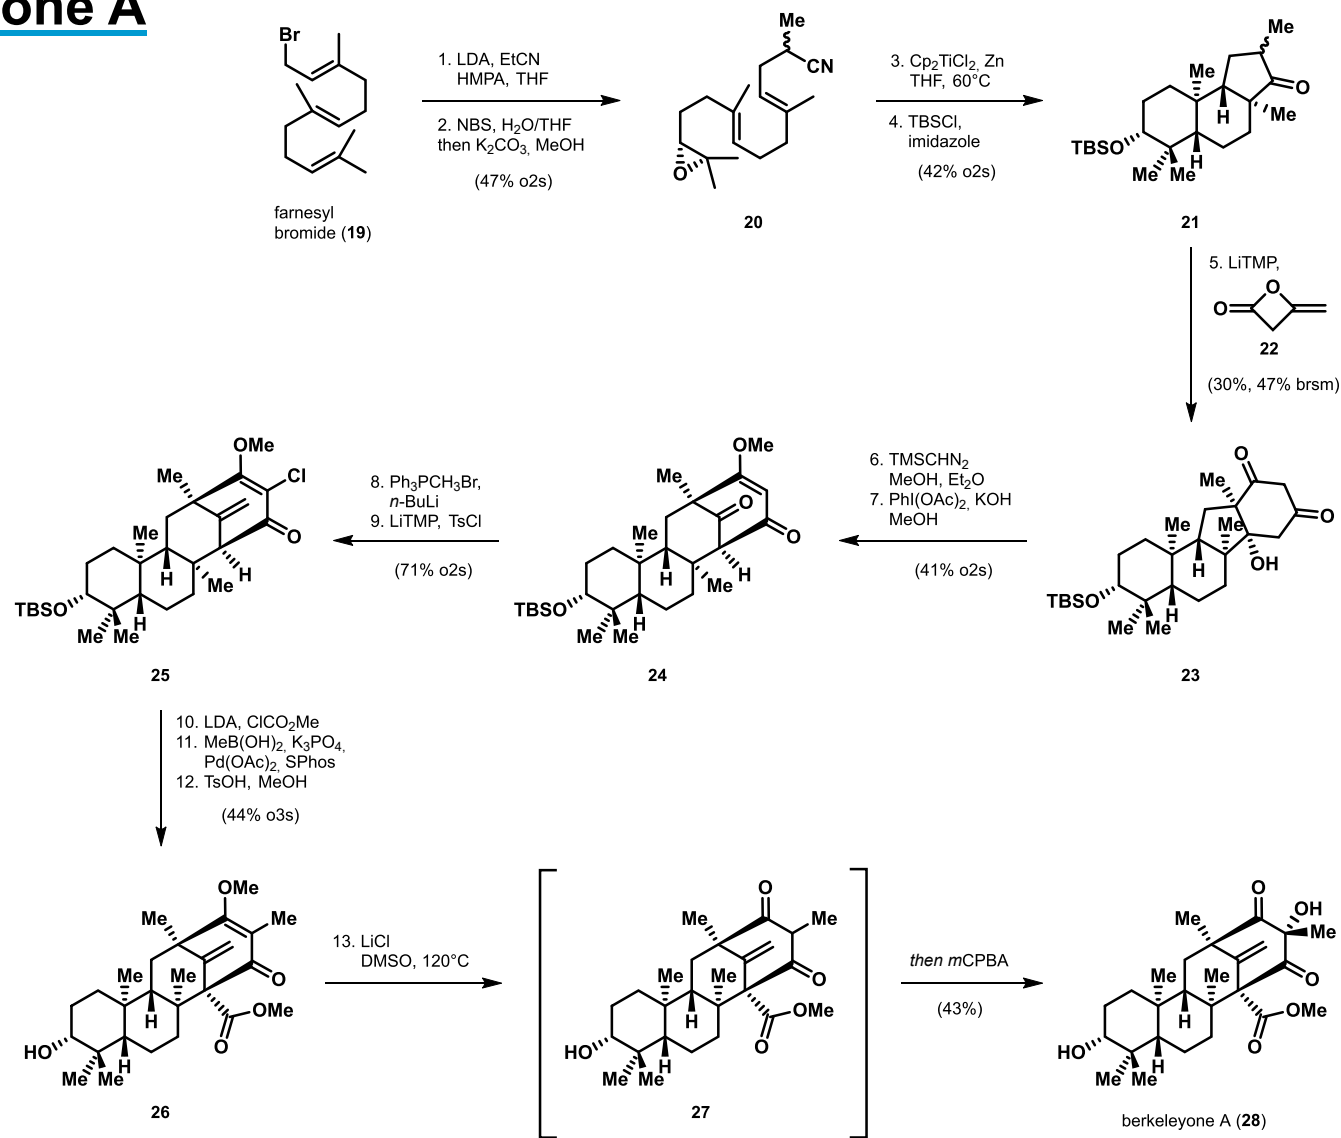 one A
Br
1. LDA, EtCN
HMPA, THF
2. NBS, H₂O/THF
then K₂CO₃, MeOH
(47% o2s)
farnesyl
bromide (19)
Me
CN
O
20
3. Cp₂TiCl₂, Zn
THF, 60°C
4. TBSCl,
imidazole
(42% o2s)
Me
Me
O
H
Me
TBSO
H
Me Me
21
5. LiTMP,
O
O
22
(30%, 47% brsm)
OMe
Me
Cl
O
Me
H
H
Me
TBSO
H
Me Me
25
8. Ph₃PCH₃Br,
n-BuLi
9. LiTMP, TsCl
(71% o2s)
OMe
Me
O
O
Me
H
H
Me
TBSO
H
Me Me
24
6. TMSCHN₂
MeOH, Et₂O
7. PhI(OAc)₂, KOH
MeOH
(41% o2s)
O
Me
O
Me
Me
H
OH
TBSO
H
Me Me
23
10. LDA, ClCO₂Me
11. MeB(OH)₂, K₃PO₄,
Pd(OAc)₂, SPhos
12. TsOH, MeOH
(44% o3s)
OMe
Me
Me
O
Me
Me
H
OMe
O
HO
H
Me Me
26
13. LiCl
DMSO, 120°C
O
Me
Me
O
Me
Me
H
OMe
O
HO
H
Me Me
27
then mCPBA
(43%)
O
OH
Me
Me
O
Me
Me
H
OMe
O
HO
H
Me Me
berkeleyone A (28)